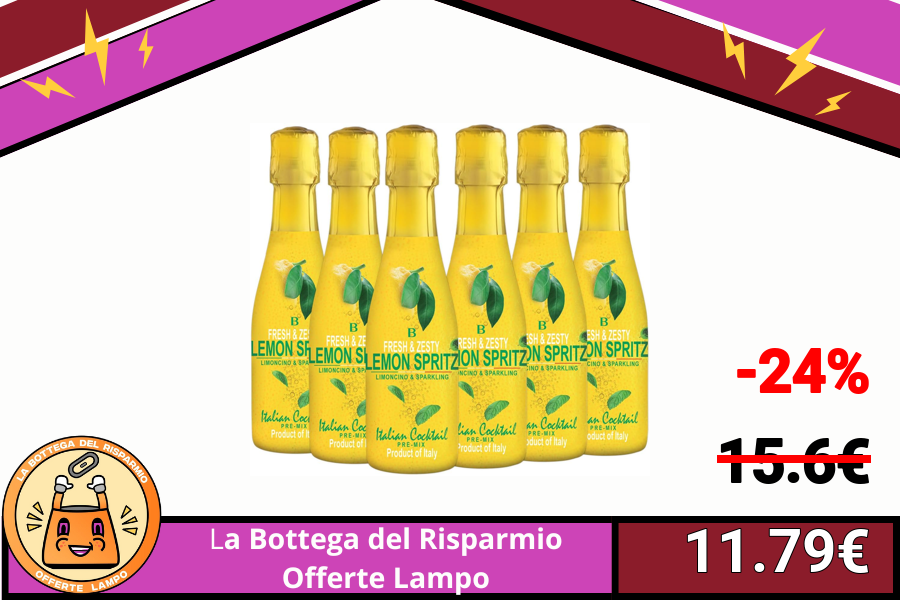 B
FRESH & ZESTY
LEMON SPRITZ
LIMONCINO & SPARKLING
Italian Cocktail
PRE-MIX
Product of Italy
-24%
15.6€
LA BOTTEGA DEL RISPARMIO
OFFERTE LAMPO
La Bottega del Risparmio
Offerte Lampo
11.79€